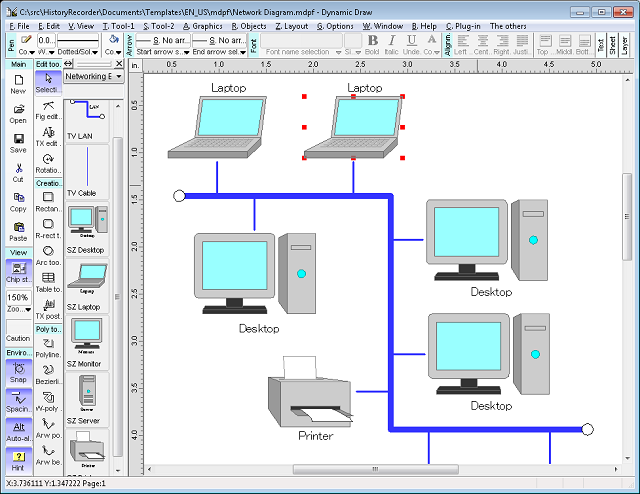 C:\src\HistoryRecorder\Documents\Templates\EN_US\mdpf\Network Diagram.mdpf - Dynamic Draw
F. File E. Edit V. View T. Tool-1 S. Tool-2 A. Graphics R. Objects Z. Layout G. Options W. Window H. Help C. Plug-in The others
Pen
Co...
0.0...
Dotted/Sol...
Vi...
Arrow
S. No arr...
Start arrow s...
S. No arr...
End arrow sel...
Vi...
Font
Font name selection
Si...
B
Bold
I
Italic
U
Unde...
Co...
Alignm.
Top
Middl...
Bott...
Text
Sheet
Layer
Main
New
Open
Save
Cut
Copy
Paste
View
Chip st...
150%
Zoo...
Caution
Enviro...
Snap
Spacin...
Alt
Auto-al...
Hint
Edit too...
Selecti...
Fig edit...
TX edit...
Rotatio...
Creatio...
Rectan...
R-rect t...
Arc too...
Table to...
TX post...
Poly to...
Polyline...
Bezierli...
W-poly...
Arw po...
Arw be...
Networking E
LAN
TV LAN
TV Cable
Desktop
SZ Desktop
Laptop
SZ Laptop
Monitor
SZ Monitor
Server
SZ Server
Printer
in.
0.5 1.0 1.5 2.0 2.5 3.0 3.5 4.0 4.5 5.0
0.5
1.0
1.5
2.0
2.5
3.0
3.5
4.0
Laptop
Laptop
Desktop
Desktop
Desktop
Printer
X:3.736111 Y:1.347222 Page:1